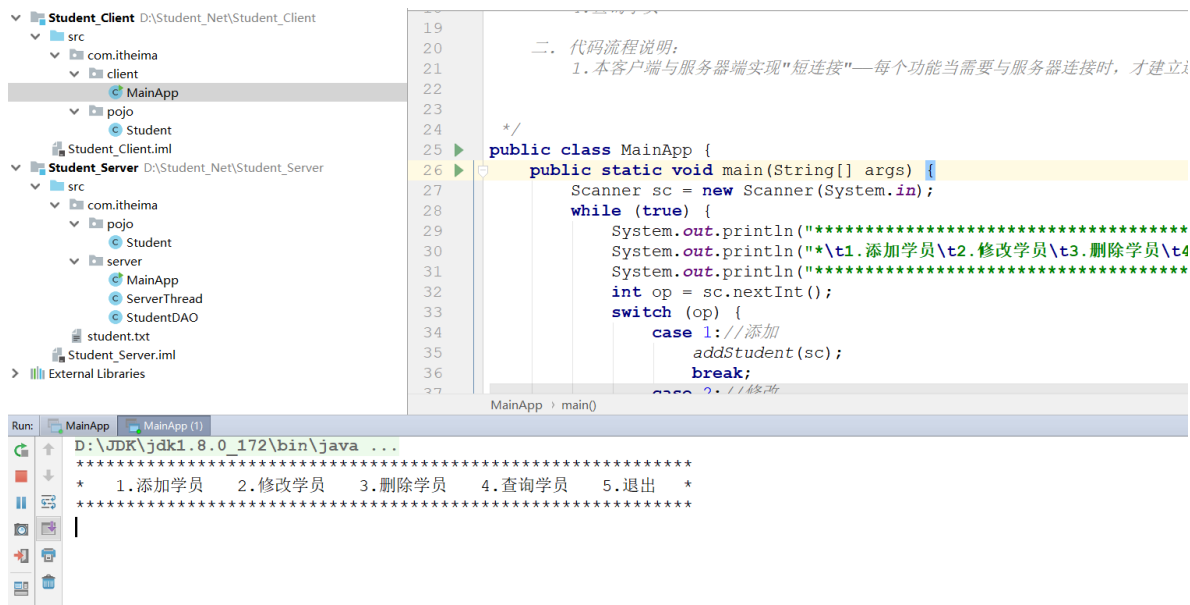 Student_Client D:\Student_Net\Student_Client
src
com.itheima
client
MainApp
pojo
Student
Student_Client.iml
Student_Server D:\Student_Net\Student_Server
src
com.itheima
pojo
Student
server
MainApp
ServerThread
StudentDAO
student.txt
Student_Server.iml
External Libraries
19
20 二. 代码流程说明:
21 1.本客户端与服务器端实现"短连接"——每个功能当需要与服务器连接时，才建立
22
23
24 */
25 public class MainApp {
26 public static void main(String[] args) {
27 Scanner sc = new Scanner(System.in);
28 while (true) {
29 System.out.println("*************************************
30 System.out.println("*\t1.添加学员\t2.修改学员\t3.删除学员\t4
31 System.out.println("*************************************
32 int op = sc.nextInt();
33 switch (op) {
34 case 1://添加
35 addStudent(sc);
36 break;
37 case 2://修改
MainApp › main()
Run: MainApp MainApp (1)
D:\JDK\jdk1.8.0_172\bin\java ...
*************************************************************
* 1.添加学员 2.修改学员 3.删除学员 4.查询学员 5.退出 *
*************************************************************